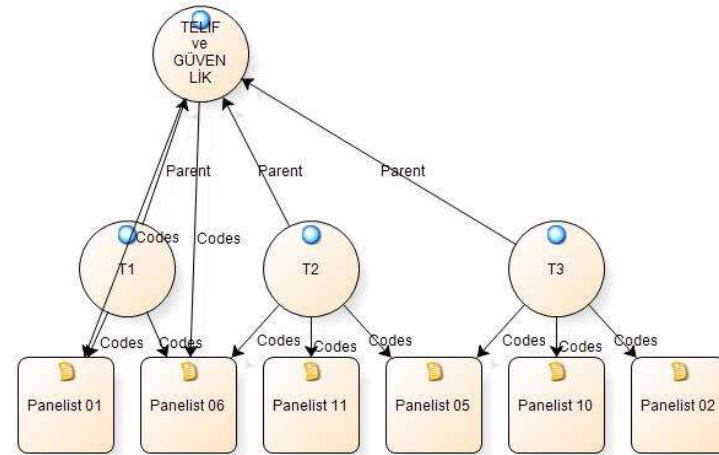 TELİF
ve
GÜVEN
LİK
Parent
Parent
Codes
Codes
T1
T2
T3
Codes
Codes
Codes
Codes
Codes
Codes
Codes
Codes
Panelist 01
Panelist 06
Panelist 11
Panelist 05
Panelist 10
Panelist 02